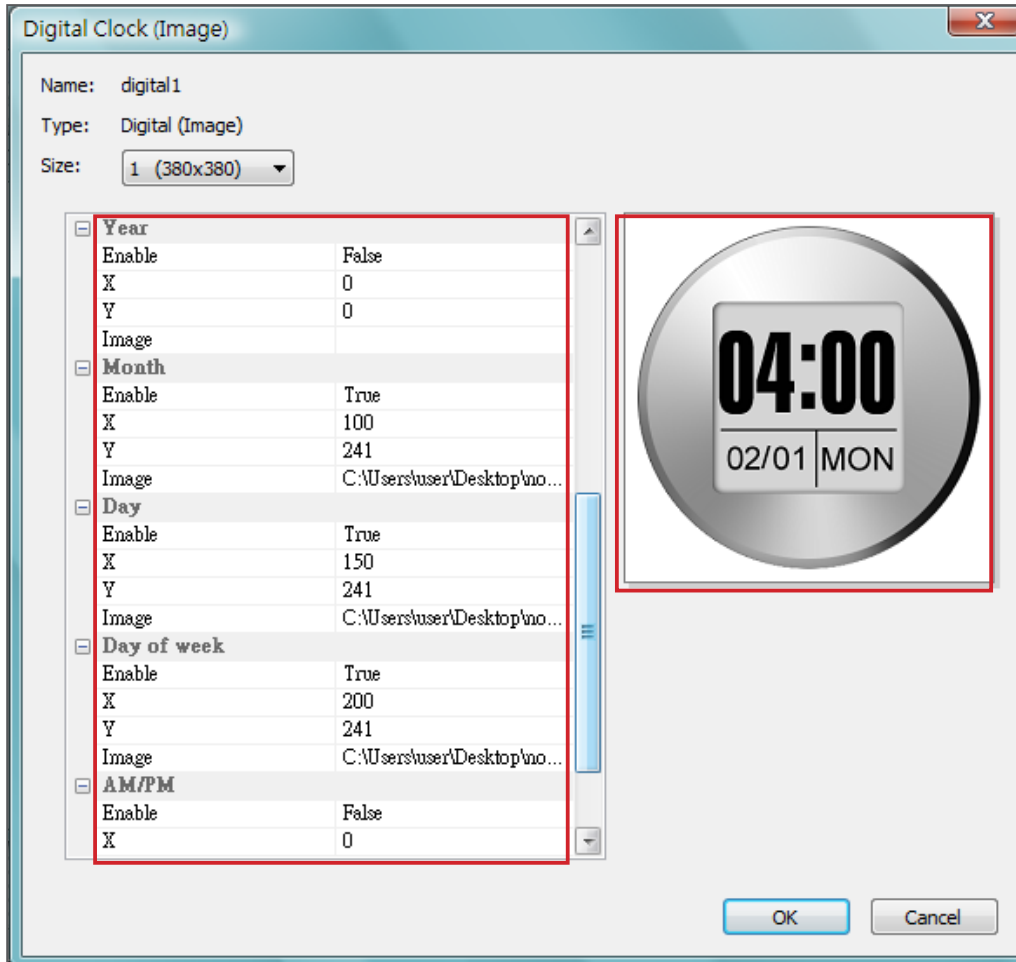 Digital Clock (Image)
Name: digital1
Type: Digital (Image)
Size: 1 (380x380)
Year
Enable False
X 0
Y 0
Image
Month
Enable True
X 100
Y 241
Image C:\Users\user\Desktop\no...
Day
Enable True
X 150
Y 241
Image C:\Users\user\Desktop\no...
Day of week
Enable True
X 200
Y 241
Image C:\Users\user\Desktop\no...
AM/PM
Enable False
X 0
04:00
02/01 MON
OK Cancel